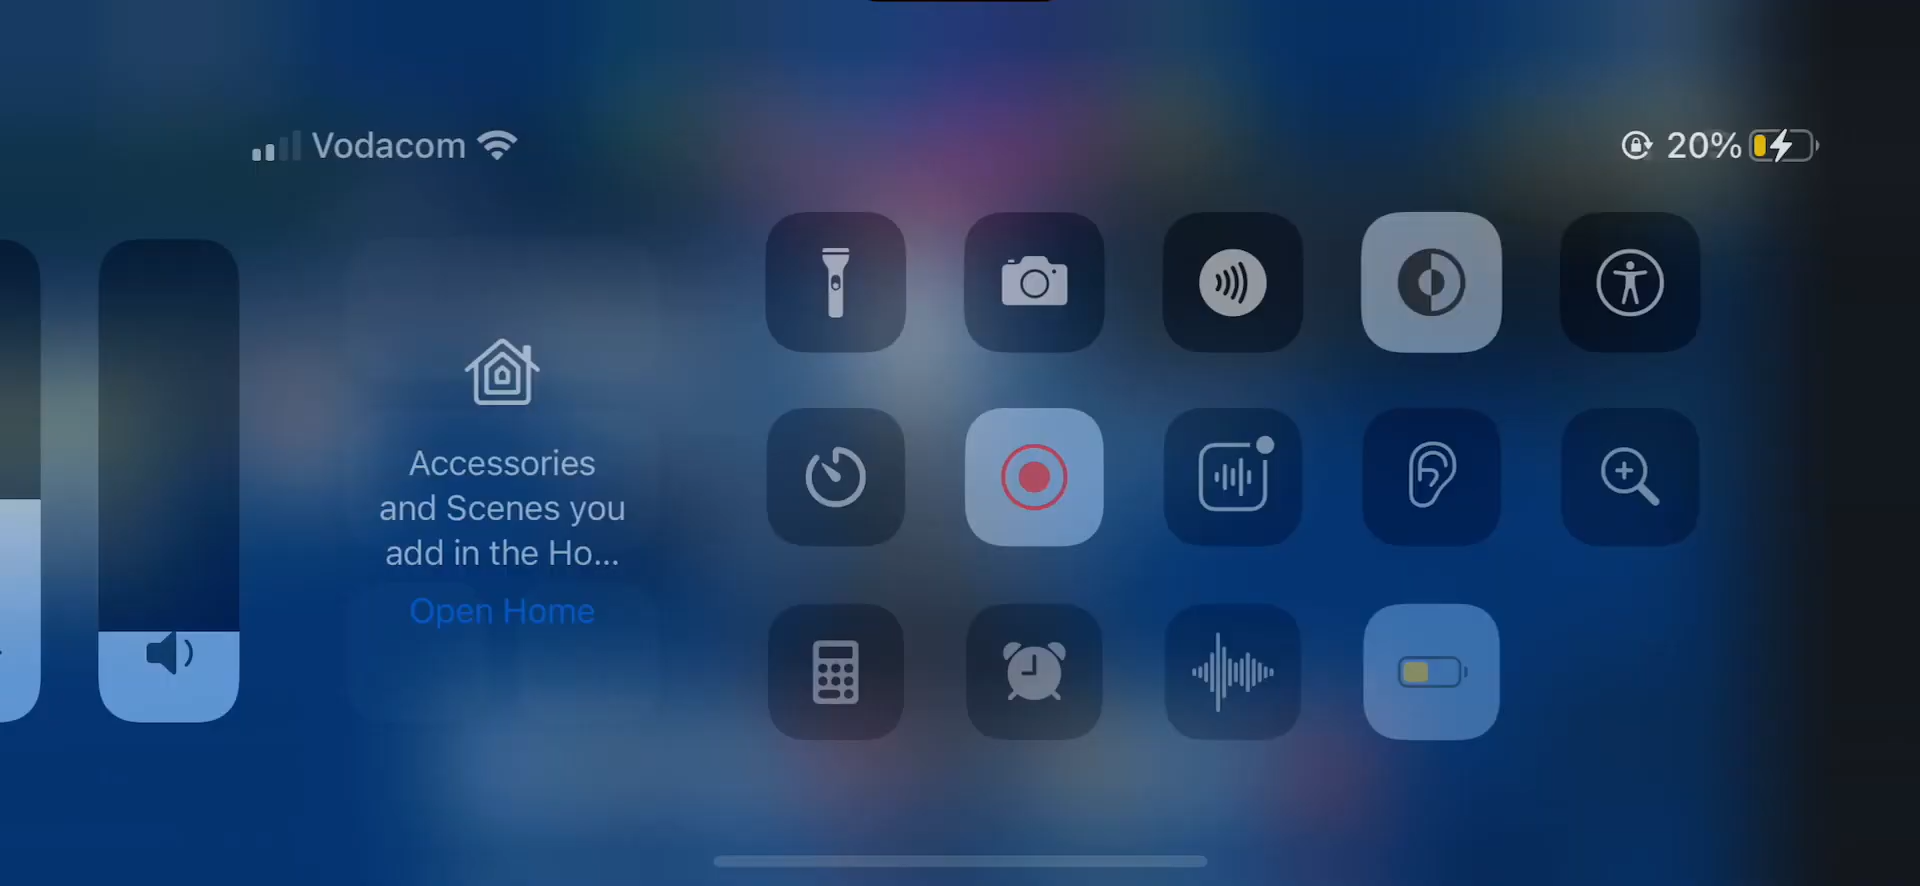 Vodacom
20%
Accessories
and Scenes you
add in the Ho...
Open Home